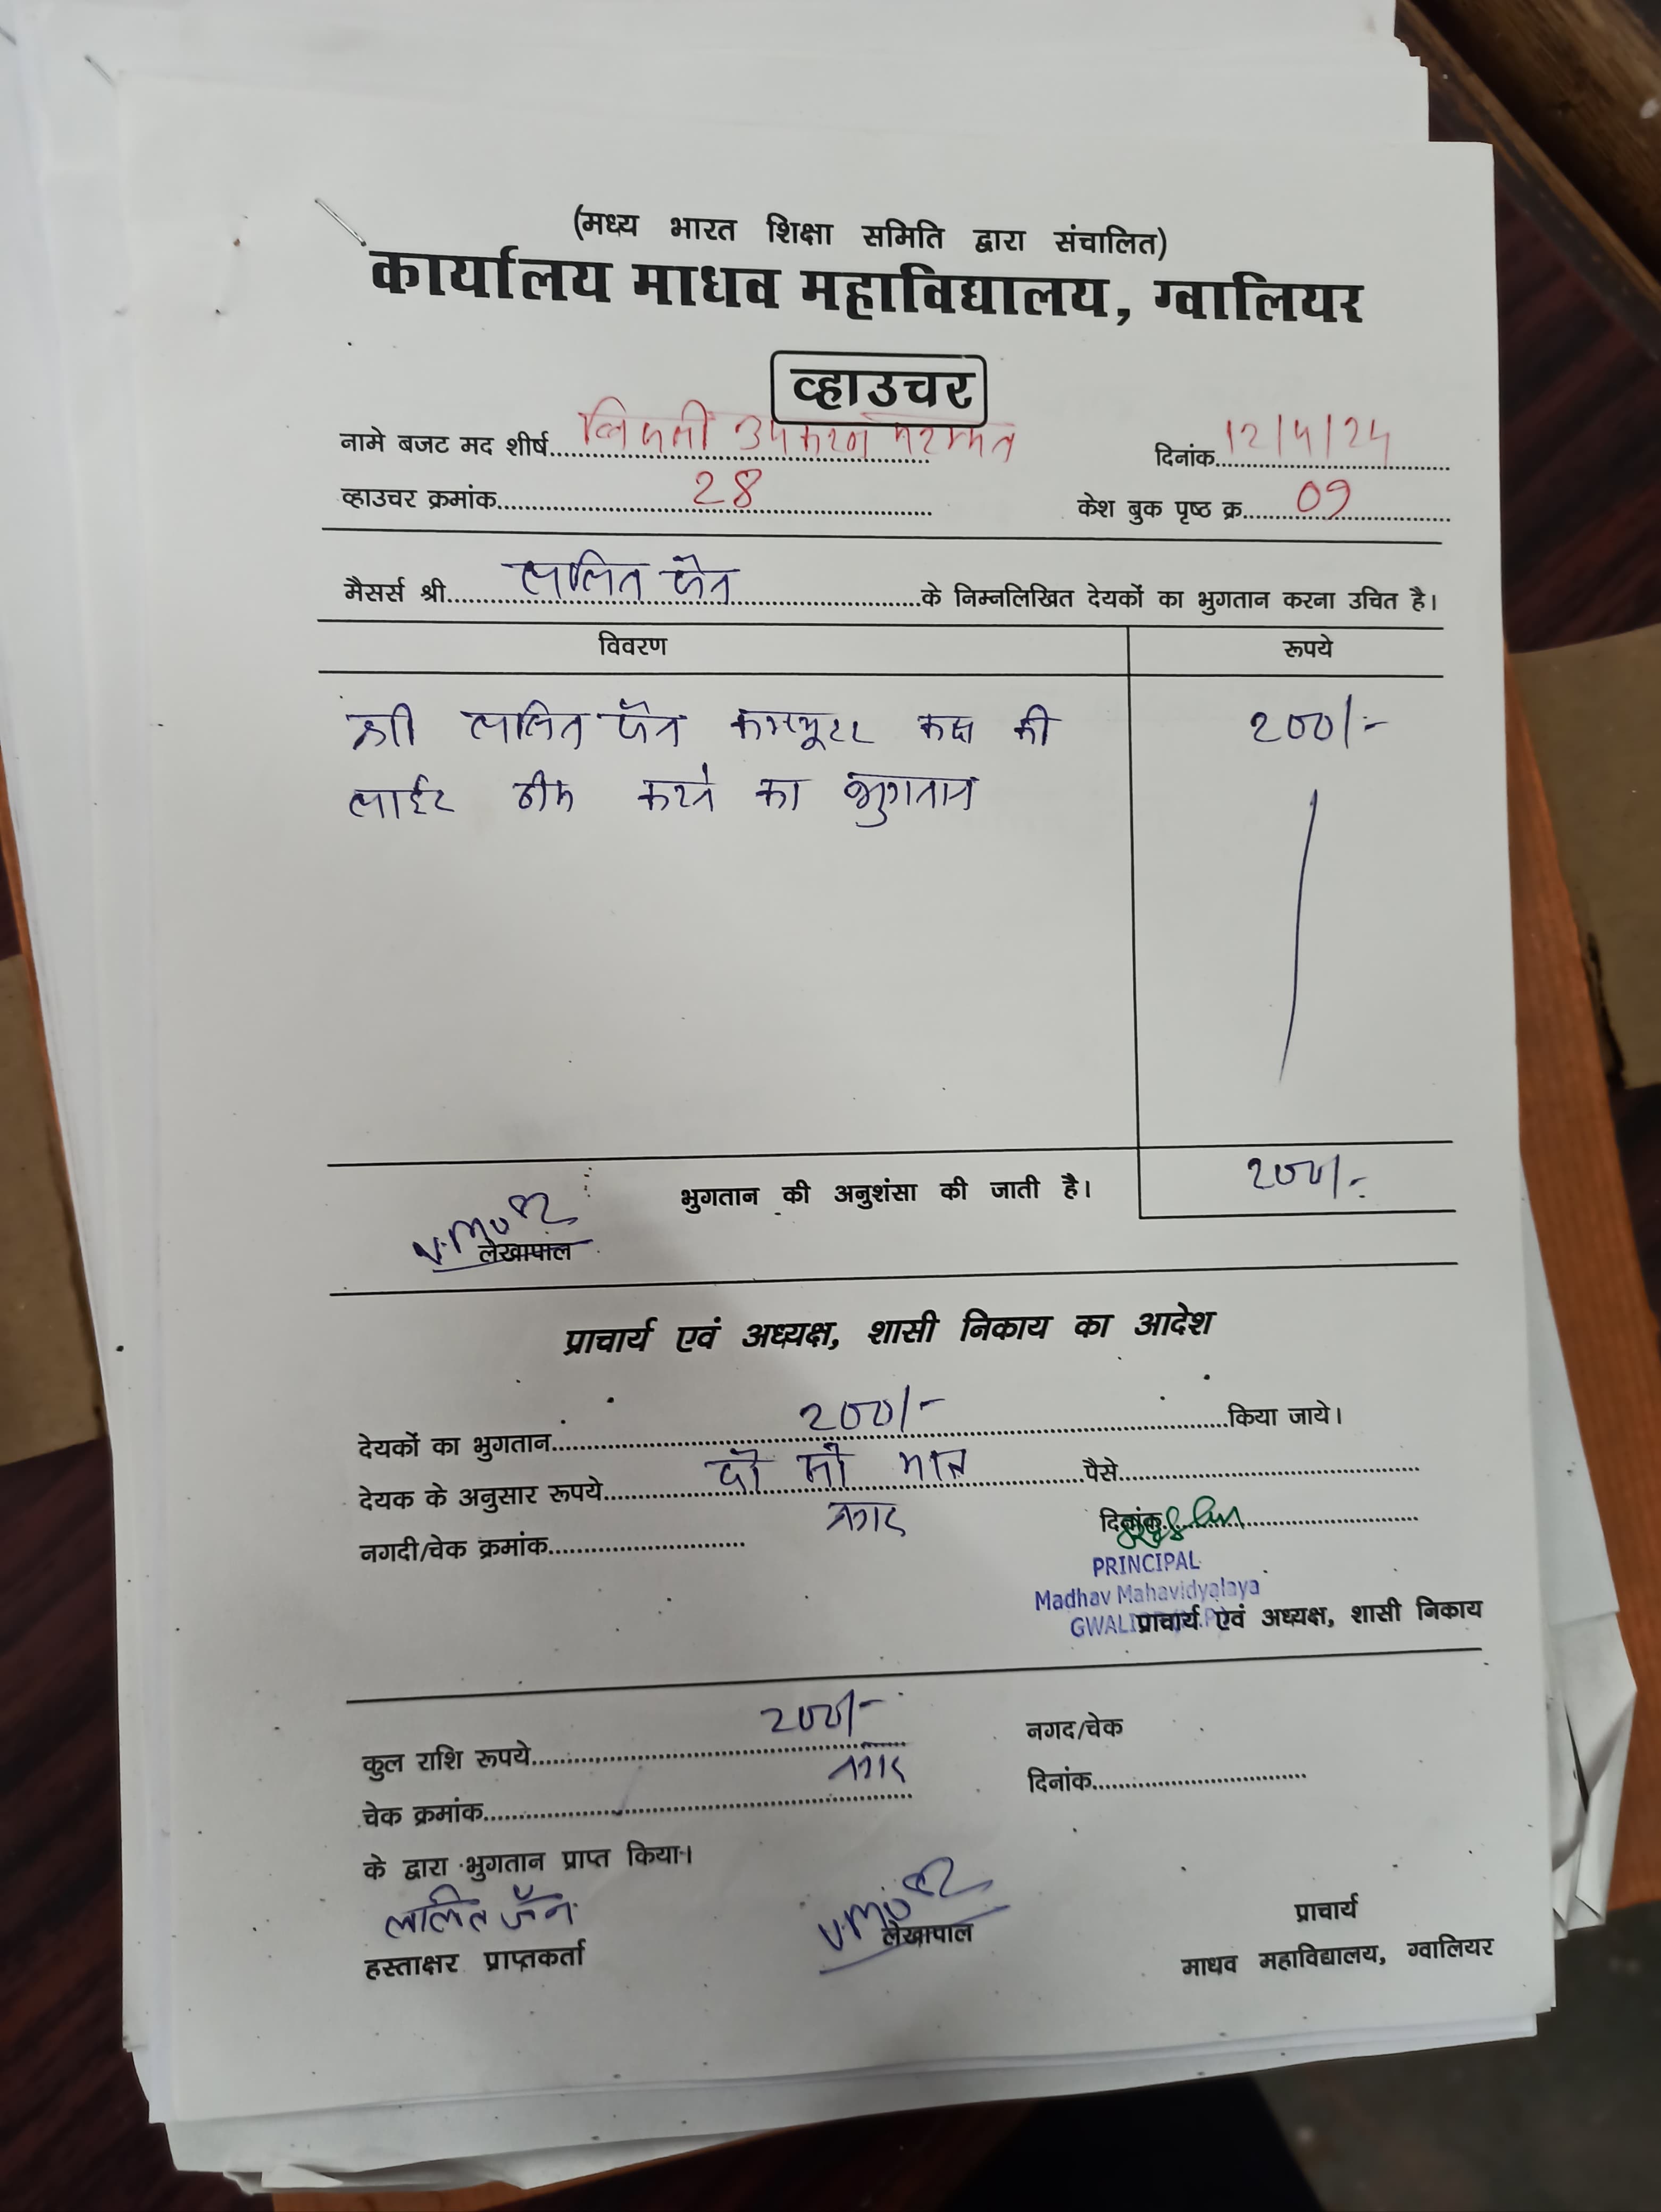 (मध्य भारत शिक्षा समिति द्वारा संचालित)
कार्यालय माधव महाविद्यालय, ग्वालियर
व्हाउचर
नामे बजट मद शीर्ष..........बिजली उपकरण मरम्मत दिनांक..........12/4/24
व्हाउचर क्रमांक..........28 केश बुक पृष्ठ क्र..........09
मैसर्स श्री..........ललित जैन..........के निम्नलिखित देयकों का भुगतान करना उचित है।
विवरण रूपये
श्री ललित जैन कम्प्यूटर कक्ष की 200/-
लाईट ठीक करने का भुगतान
भुगतान की अनुशंसा की जाती है। 200/-
लेखापाल
प्राचार्य एवं अध्यक्ष, शासी निकाय का आदेश
देयकों का भुगतान..........200/-..........किया जाये।
देयक के अनुसार रूपये..........दो सौ मात्र..........पैसे..........
नगदी/चेक क्रमांक.......... दिनांक..........
PRINCIPAL
Madhav Mahavidyalaya
प्राचार्य एवं अध्यक्ष, शासी निकाय
कुल राशि रूपये..........200/- नगद/चेक
चेक क्रमांक.......... दिनांक..........
के द्वारा भुगतान प्राप्त किया।
ललित जैन
हस्ताक्षर प्राप्तकर्ता लेखापाल प्राचार्य
माधव महाविद्यालय, ग्वालियर